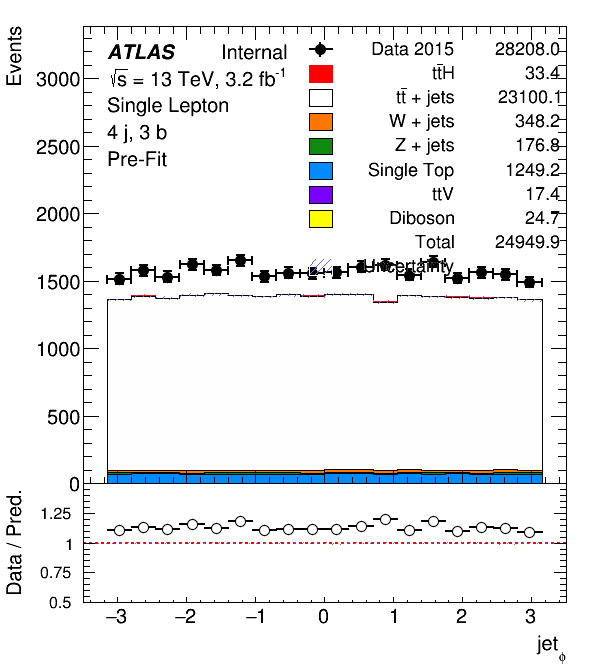 Events
ATLAS Internal
√s = 13 TeV, 3.2 fb⁻¹
Single Lepton
4 j, 3 b
Pre-Fit
Data 2015 28208.0
tt̄H 33.4
tt̄ + jets 23100.1
W + jets 348.2
Z + jets 176.8
Single Top 1249.2
ttV 17.4
Diboson 24.7
Total 24949.9
Uncertainty
3000
2500
2000
1500
1000
500
0
Data / Pred.
1.25
1
0.75
0.5
−3 −2 −1 0 1 2 3
jet_ϕ